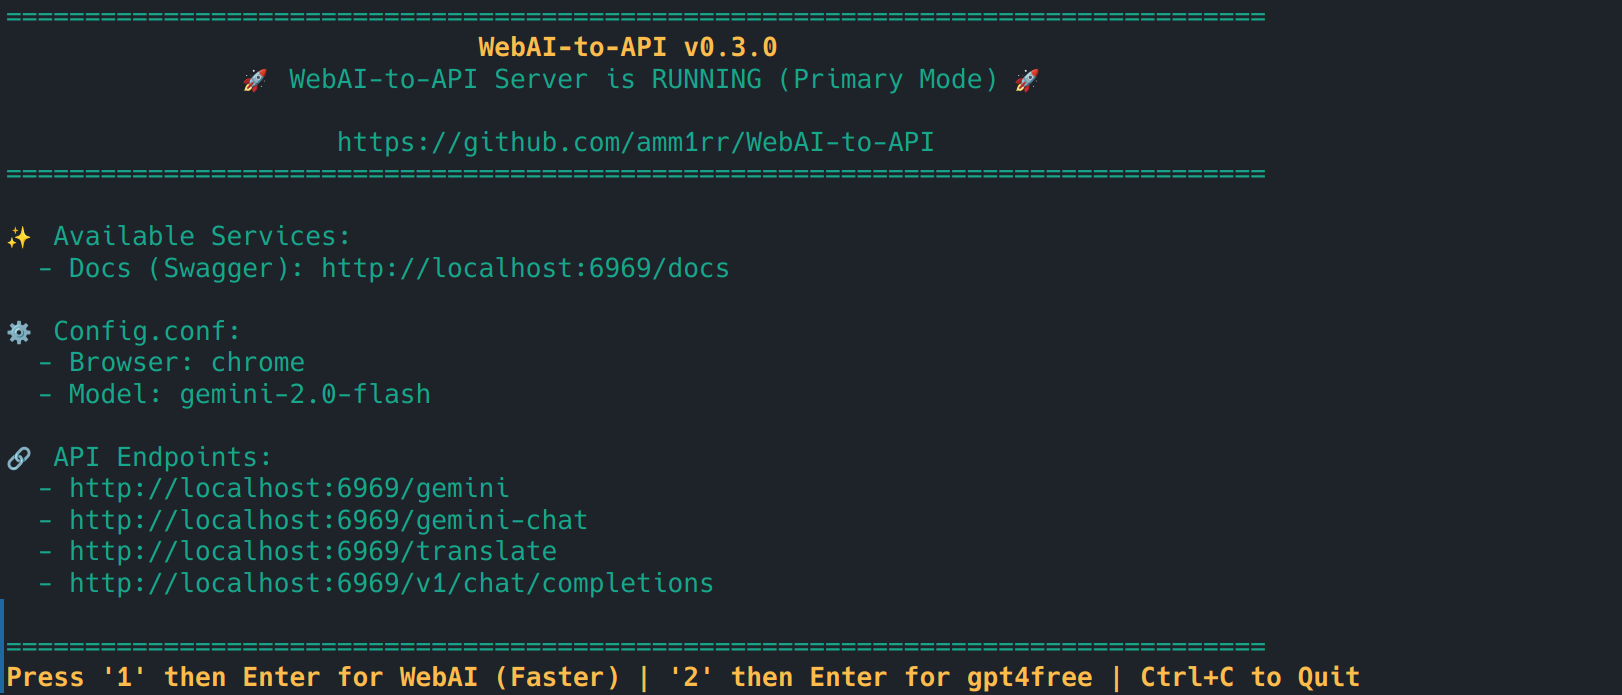 ================================================================================
WebAI-to-API v0.3.0
🚀 WebAI-to-API Server is RUNNING (Primary Mode) 🚀
https://github.com/amm1rr/WebAI-to-API
================================================================================
✨ Available Services:
- Docs (Swagger): http://localhost:6969/docs
⚙️ Config.conf:
- Browser: chrome
- Model: gemini-2.0-flash
🔗 API Endpoints:
- http://localhost:6969/gemini
- http://localhost:6969/gemini-chat
- http://localhost:6969/translate
- http://localhost:6969/v1/chat/completions
================================================================================
Press '1' then Enter for WebAI (Faster) | '2' then Enter for gpt4free | Ctrl+C to Quit